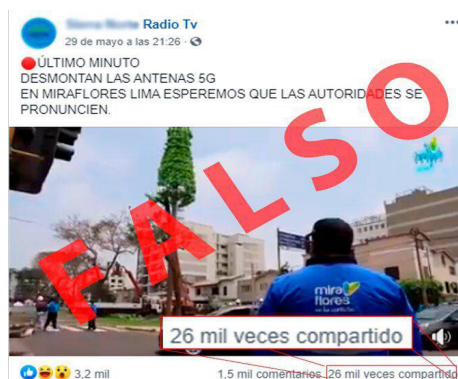 Radio Tv
29 de mayo a las 21:26
ÚLTIMO MINUTO
DESMONTAN LAS ANTENAS 5G
EN MIRAFLORES LIMA ESPEREMOS QUE LAS AUTORIDADES SE
PRONUNCIEN.
FALSO
mira
flores
26 mil veces compartido
3,2 mil
1,5 mil comentarios 26 mil veces compartido